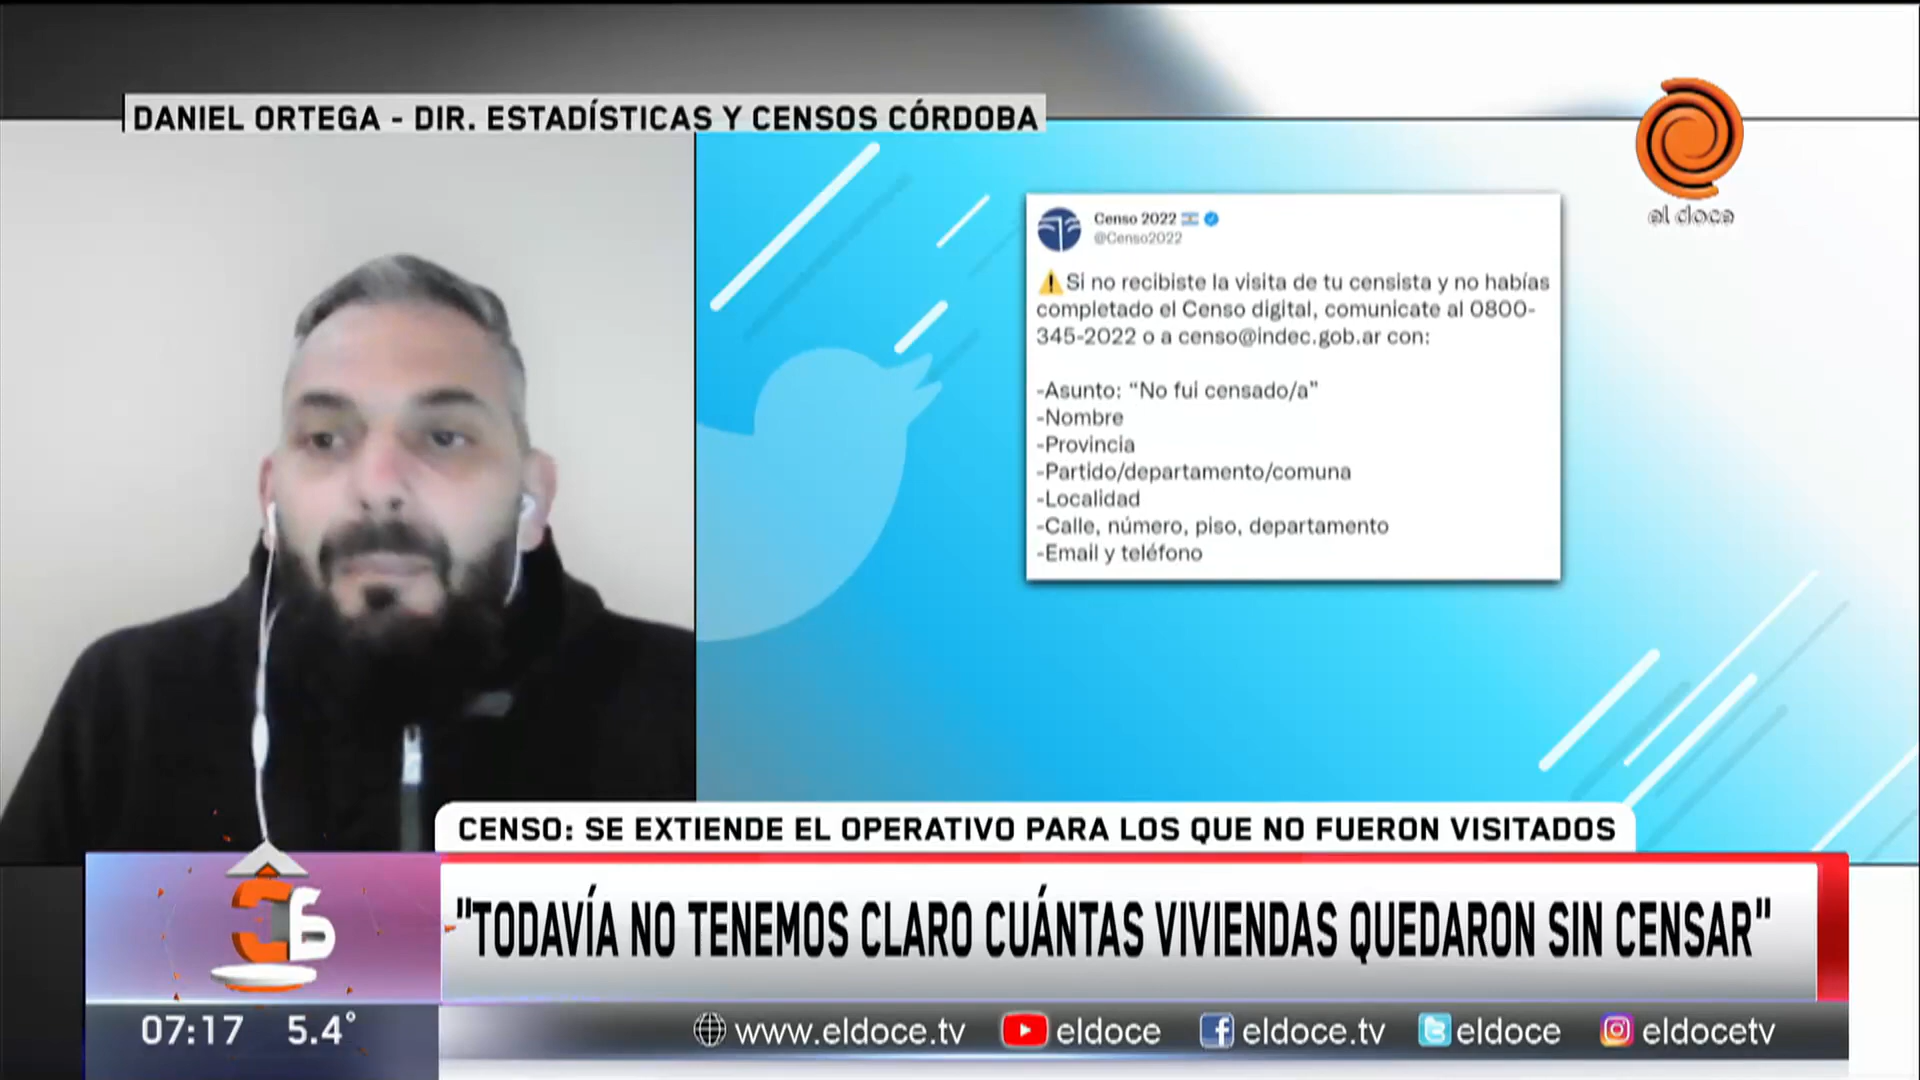 DANIEL ORTEGA - DIR. ESTADÍSTICAS Y CENSOS CÓRDOBA
el doce
Censo 2022
@Censo2022
Si no recibiste la visita de tu censista y no habías
completado el Censo digital, comunicate al 0800-
345-2022 o a censo@indec.gob.ar con:
-Asunto: “No fui censado/a”
-Nombre
-Provincia
-Partido/departamento/comuna
-Localidad
-Calle, número, piso, departamento
-Email y teléfono
CENSO: SE EXTIENDE EL OPERATIVO PARA LOS QUE NO FUERON VISITADOS
"TODAVÍA NO TENEMOS CLARO CUÁNTAS VIVIENDAS QUEDARON SIN CENSAR"
07:17 5.4°
www.eldoce.tv eldoce eldoce.tv eldoce eldocetv